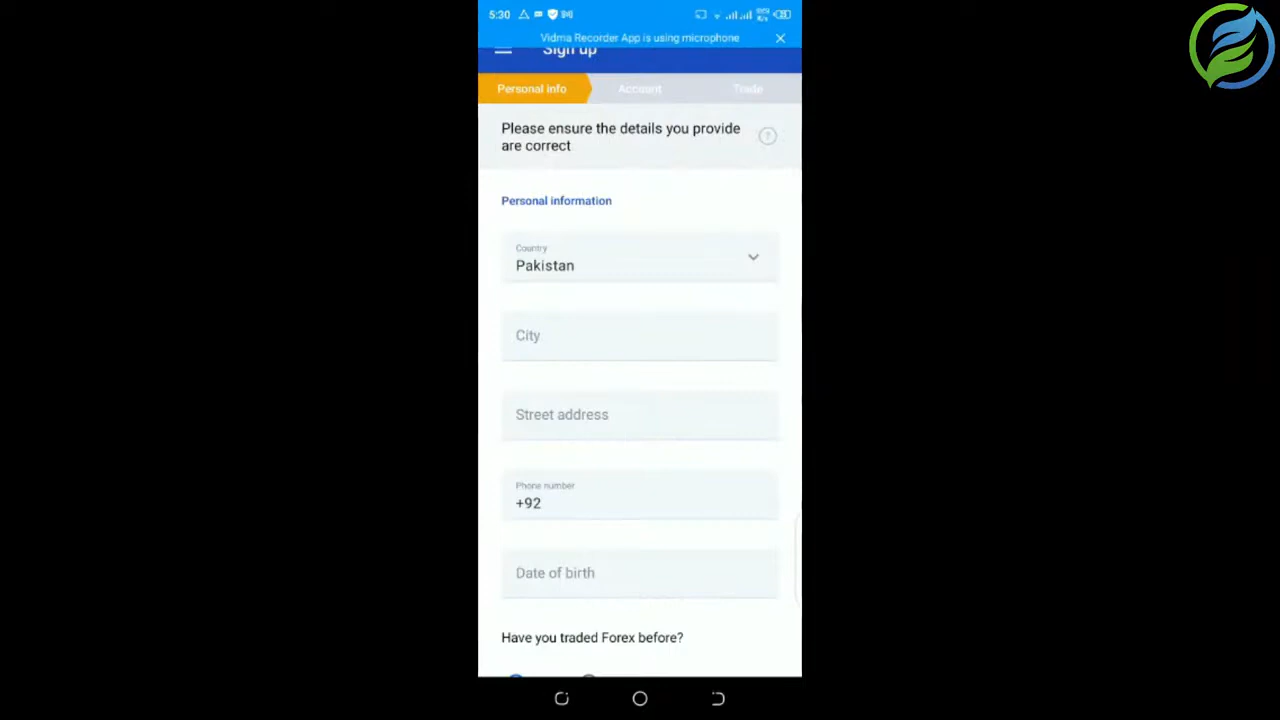 5:30
Vidma Recorder App is using microphone
Sign up
Personal info Account Trade
Please ensure the details you provide
are correct
?
Personal information
Country
Pakistan
City
Street address
Phone number
+92
Date of birth
Have you traded Forex before?